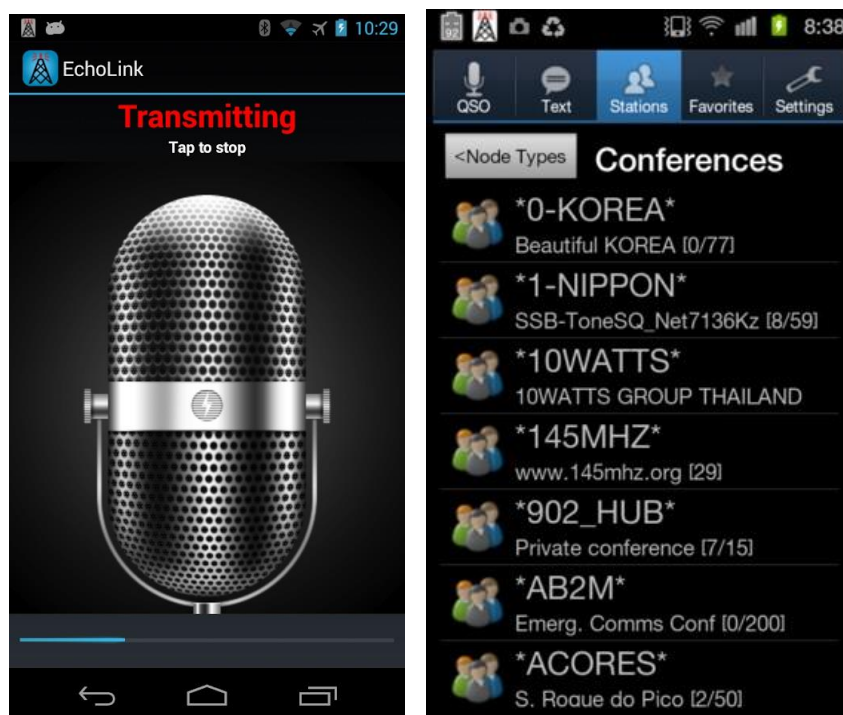 10:29
EchoLink
Transmitting
Tap to stop
92
8:38
QSO
Text
Stations
Favorites
Settings
<Node Types
Conferences
*0-KOREA*
Beautiful KOREA [0/77]
*1-NIPPON*
SSB-ToneSQ_Net7136Kz [8/59]
*10WATTS*
10WATTS GROUP THAILAND
*145MHZ*
www.145mhz.org [29]
*902_HUB*
Private conference [7/15]
*AB2M*
Emerg. Comms Conf [0/200]
*ACORES*
S. Roque do Pico [2/50]